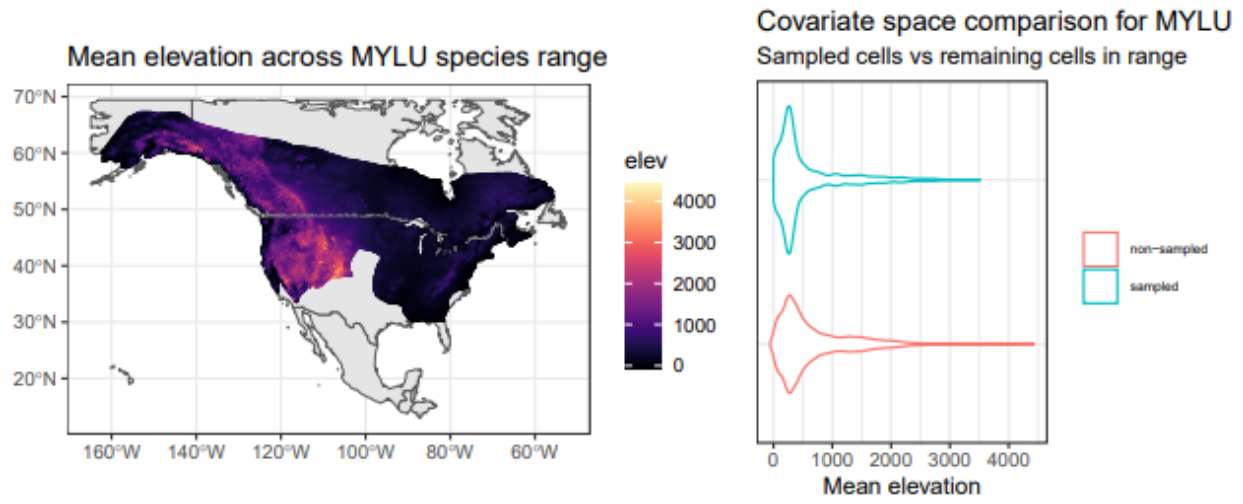 Mean elevation across MYLU species range
70°N
60°N
50°N
40°N
30°N
20°N
160°W
140°W
120°W
100°W
80°W
60°W
elev
4000
3000
2000
1000
0
Covariate space comparison for MYLU
Sampled cells vs remaining cells in range
0
1000
2000
3000
4000
Mean elevation
non-sampled
sampled